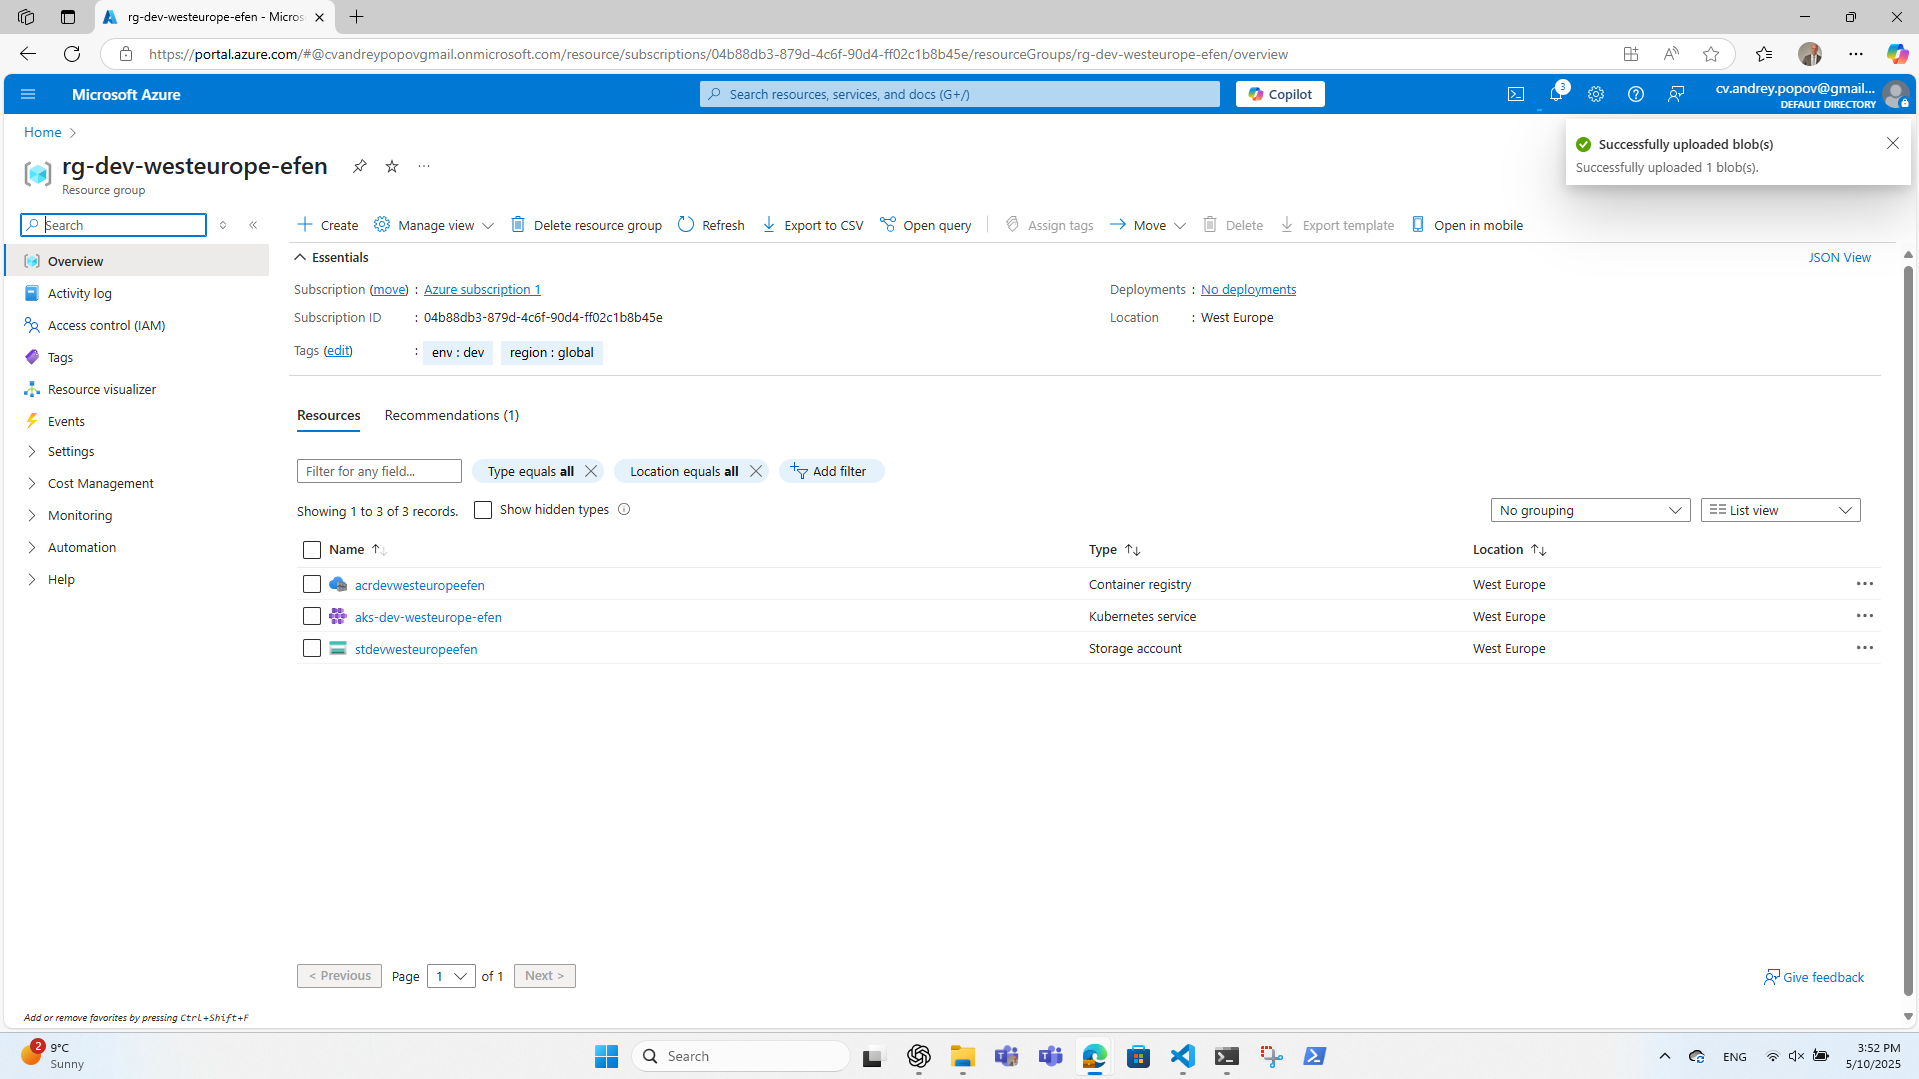 rg-dev-westeurope-efen - Micros
https://portal.azure.com/#@cvandreypopovgmail.onmicrosoft.com/resource/subscriptions/04b88db3-879d-4c6f-90d4-ff02c1b8b45e/resourceGroups/rg-dev-westeurope-efen/overview
Microsoft Azure
Search resources, services, and docs (G+/)
Copilot
3
cv.andrey.popov@gmail...
DEFAULT DIRECTORY
Home
Successfully uploaded blob(s)
Successfully uploaded 1 blob(s).
rg-dev-westeurope-efen
Resource group
Search
Create
Manage view
Delete resource group
Refresh
Export to CSV
Open query
Assign tags
Move
Delete
Export template
Open in mobile
Overview
Activity log
Access control (IAM)
Tags
Resource visualizer
Events
Settings
Cost Management
Monitoring
Automation
Help
Essentials
JSON View
Subscription (move) : Azure subscription 1
Subscription ID : 04b88db3-879d-4c6f-90d4-ff02c1b8b45e
Deployments : No deployments
Location : West Europe
Tags (edit) : env : dev region : global
Resources
Recommendations (1)
Filter for any field...
Type equals all
Location equals all
Add filter
Showing 1 to 3 of 3 records.
Show hidden types
No grouping
List view
Name Type Location
acrdevwesteuropeefen Container registry West Europe
aks-dev-westeurope-efen Kubernetes service West Europe
stdevwesteuropeefen Storage account West Europe
< Previous Page 1 of 1 Next >
Give feedback
Add or remove favorites by pressing Ctrl+Shift+F
2
9°C
Sunny
Search
ENG
3:52 PM
5/10/2025